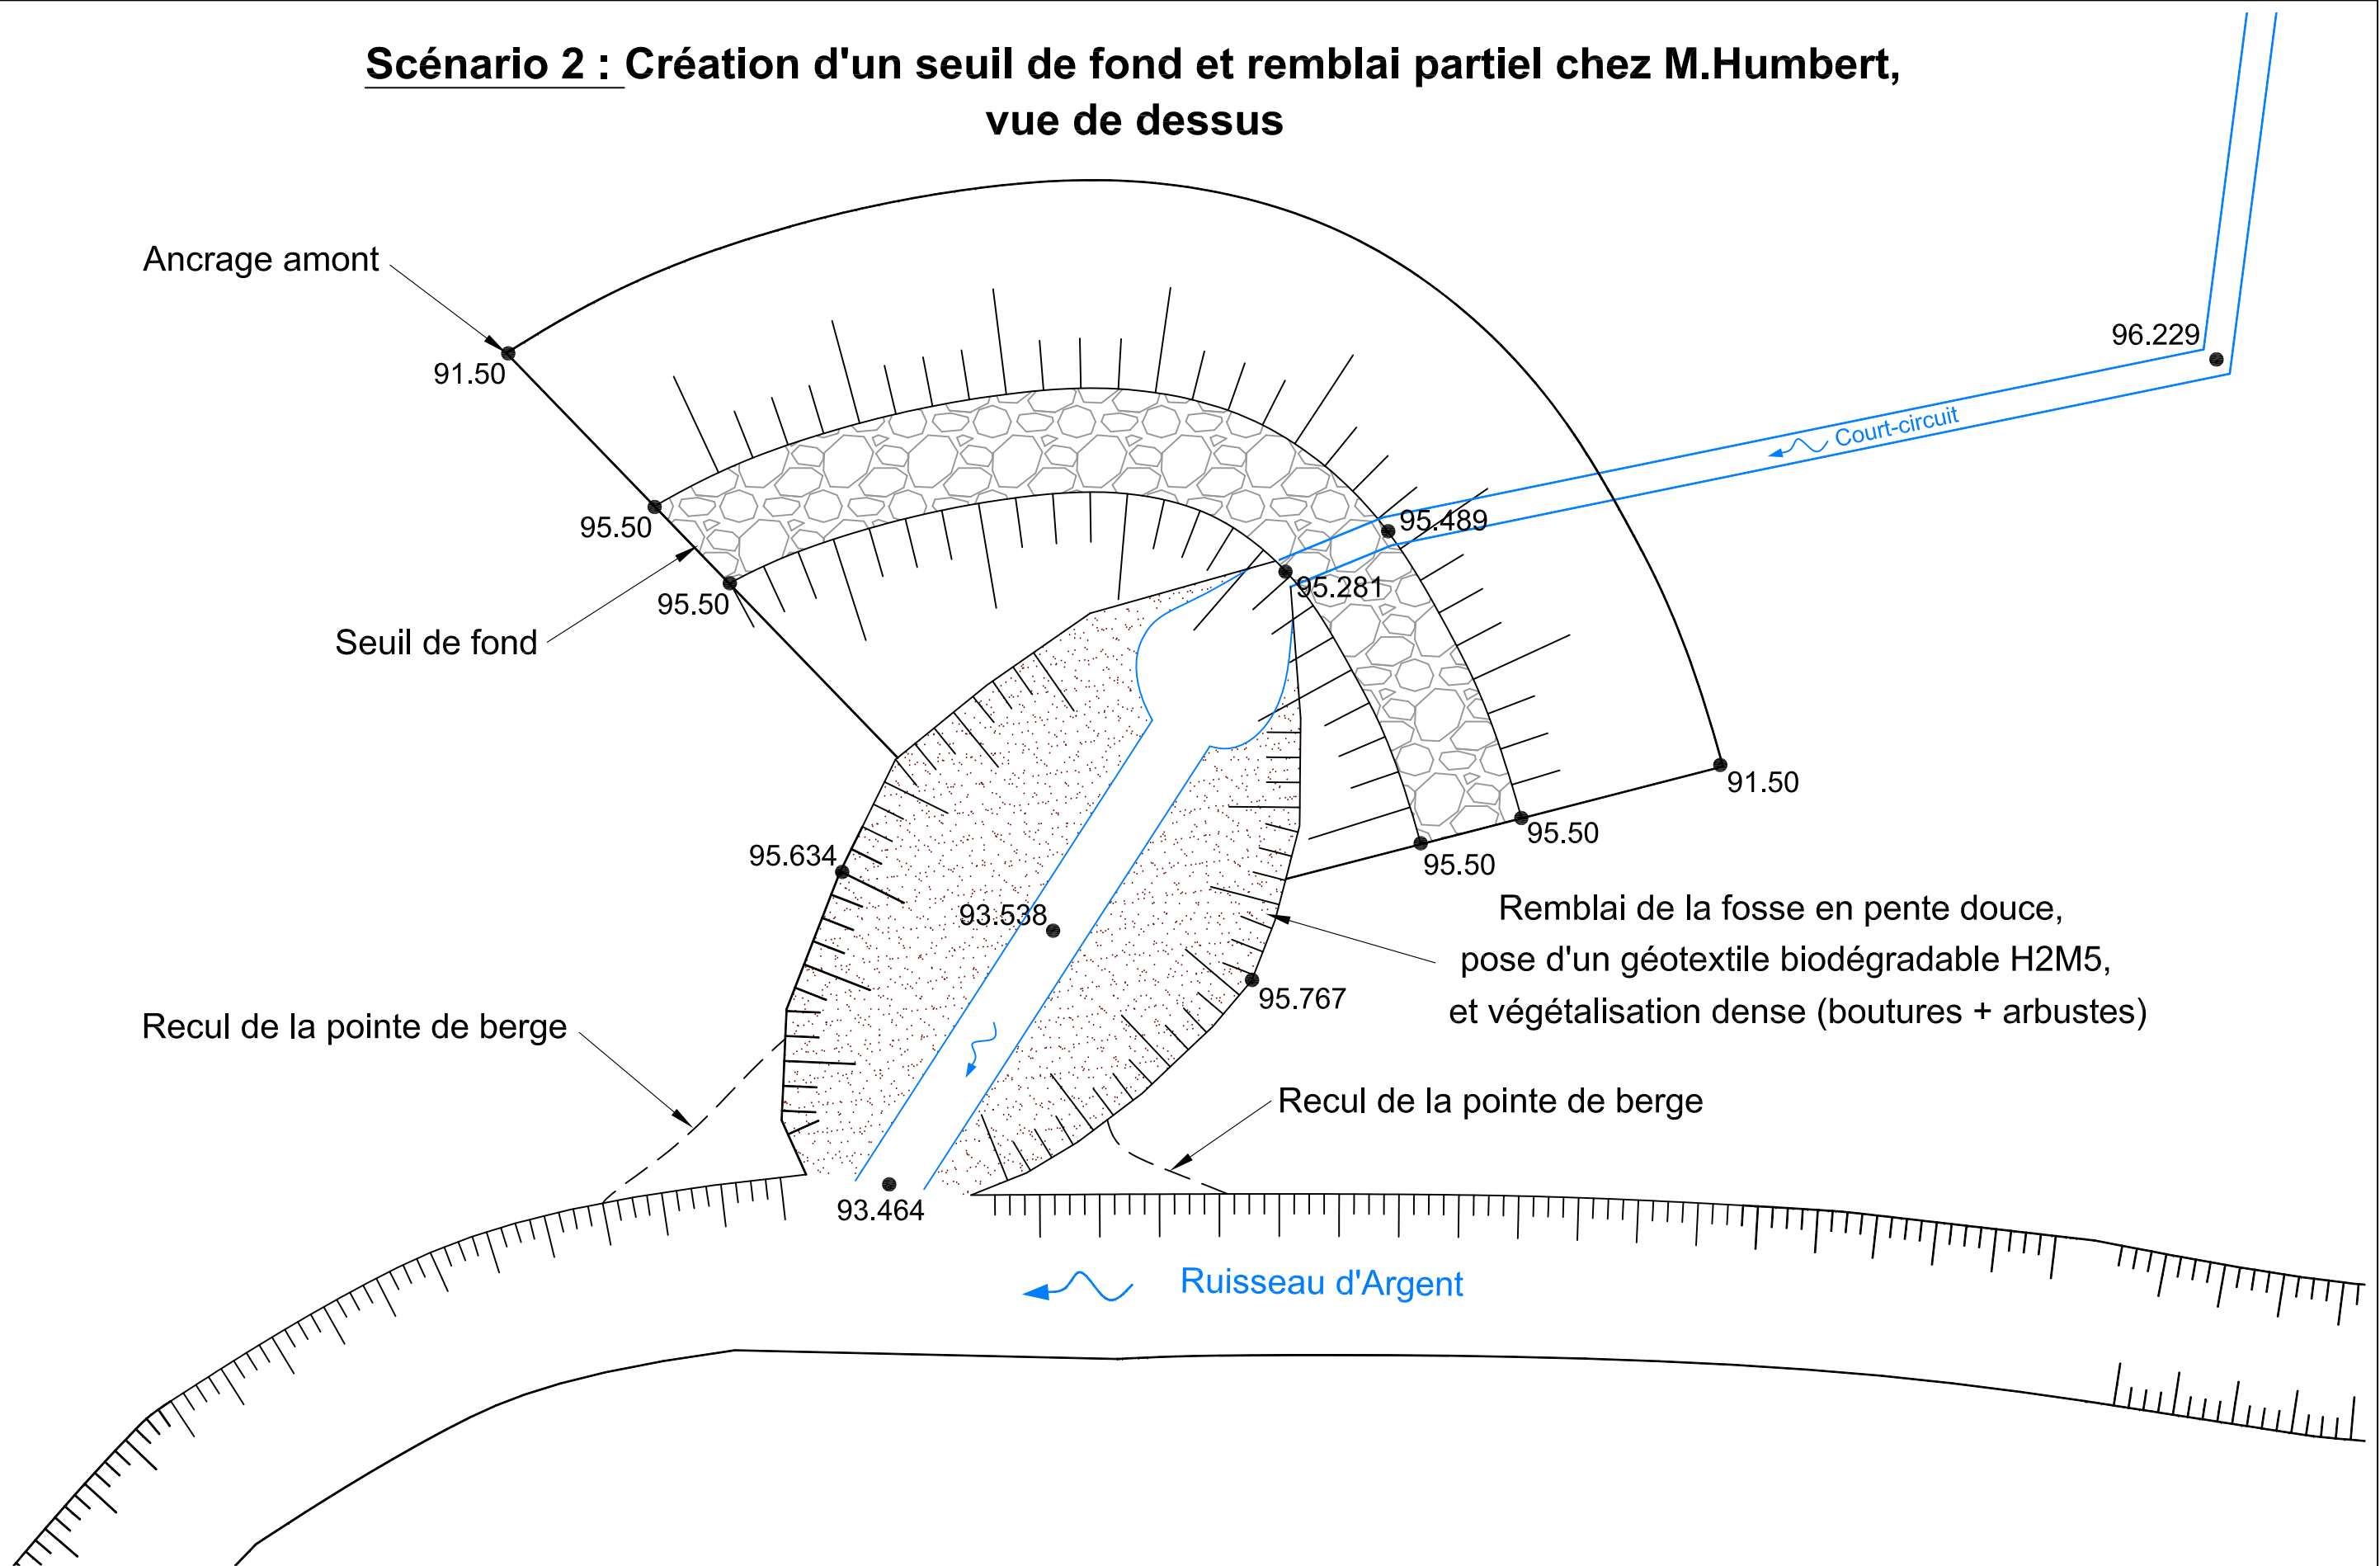 Scénario 2 : Création d'un seuil de fond et remblai partiel chez M.Humbert,
vue de dessus
Ancrage amont
91.50
96.229
Court-circuit
95.50
95.489
95.50
95.281
Seuil de fond
91.50
95.50
95.50
95.634
93.538
Remblai de la fosse en pente douce,
pose d'un géotextile biodégradable H2M5,
et végétalisation dense (boutures + arbustes)
95.767
Recul de la pointe de berge
Recul de la pointe de berge
93.464
Ruisseau d'Argent